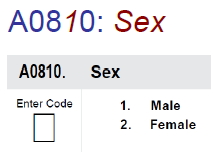 A0810: Sex
A0810. Sex
Enter Code
1. Male
2. Female